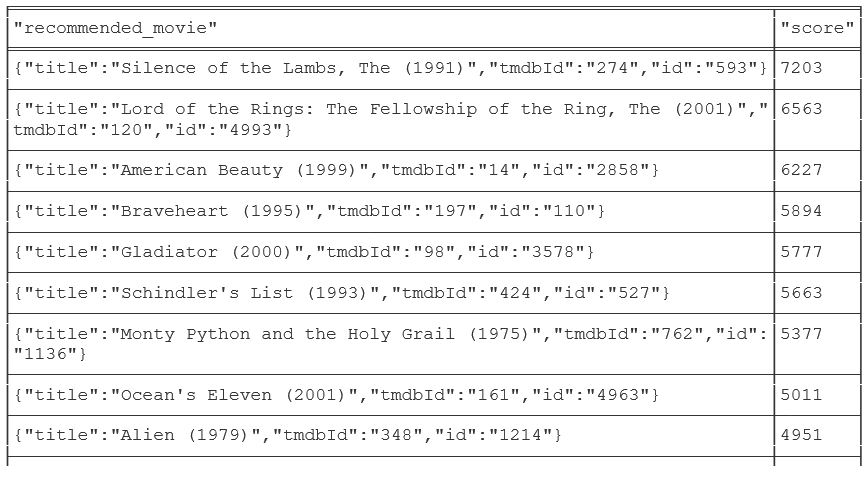 "recommended_movie" "score"
{"title":"Silence of the Lambs, The (1991)","tmdbId":"274","id":"593"} 7203
{"title":"Lord of the Rings: The Fellowship of the Ring, The (2001)"," 6563
tmdbId":"120","id":"4993"}
{"title":"American Beauty (1999)","tmdbId":"14","id":"2858"} 6227
{"title":"Braveheart (1995)","tmdbId":"197","id":"110"} 5894
{"title":"Gladiator (2000)","tmdbId":"98","id":"3578"} 5777
{"title":"Schindler's List (1993)","tmdbId":"424","id":"527"} 5663
{"title":"Monty Python and the Holy Grail (1975)","tmdbId":"762","id": 5377
"1136"}
{"title":"Ocean's Eleven (2001)","tmdbId":"161","id":"4963"} 5011
{"title":"Alien (1979)","tmdbId":"348","id":"1214"} 4951